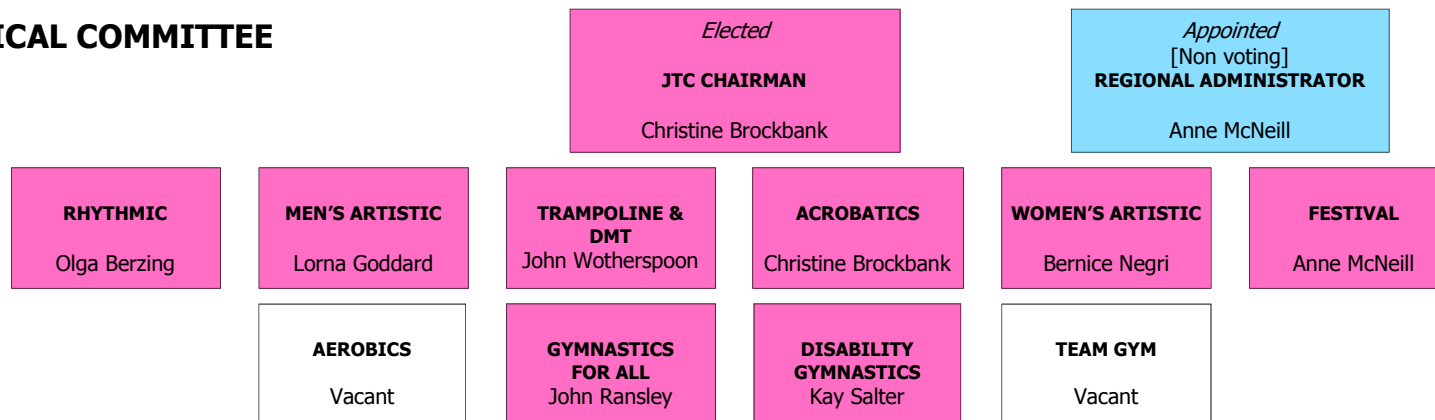 ICAL COMMITTEE
Elected
JTC CHAIRMAN
Christine Brockbank
Appointed
[Non voting]
REGIONAL ADMINISTRATOR
Anne McNeill
RHYTHMIC
Olga Berzing
MEN’S ARTISTIC
Lorna Goddard
TRAMPOLINE &
DMT
John Wotherspoon
ACROBATICS
Christine Brockbank
WOMEN’S ARTISTIC
Bernice Negri
FESTIVAL
Anne McNeill
AEROBICS
Vacant
GYMNASTICS
FOR ALL
John Ransley
DISABILITY
GYMNASTICS
Kay Salter
TEAM GYM
Vacant